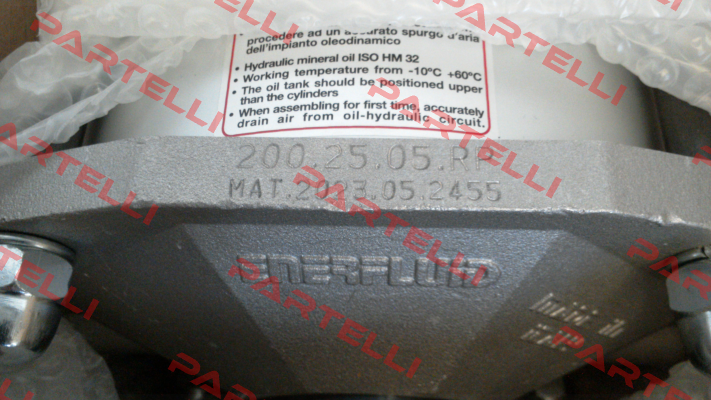 procedere ad un accurato spurgo d'aria
dell'impianto oleodinamico
• Hydraulic mineral oil ISO HM 32
• Working temperature from -10°C +60°C
• The oil tank should be positioned upper
than the cylinders
• When assembling for first time, accurately
drain air from oil-hydraulic circuit.
200.25.05.RP
MAT.2023.05.2455
ENERFLUID
PARTELLI
PARTELLI
PARTELLI
PARTELLI
PARTELLI
PARTELLI
PARTELLI
PARTELLI